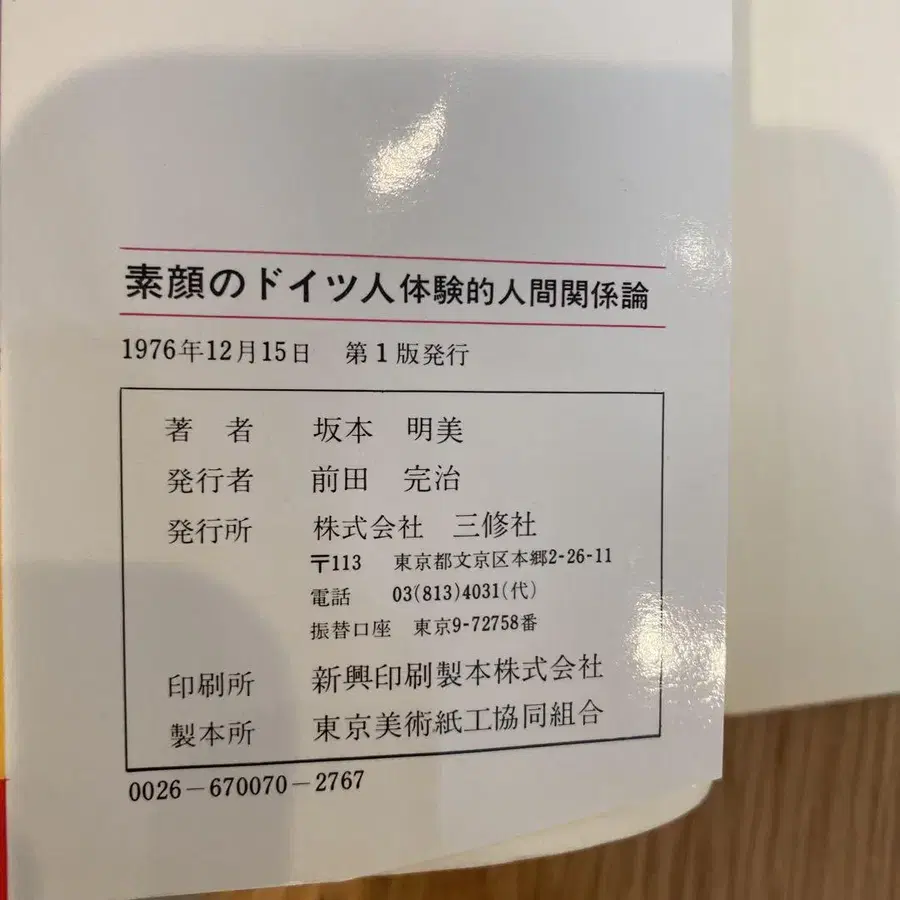 素顔のドイツ人体験的人間関係論
1976年12月15日 第1版発行
著者 坂本 明美
発行者 前田 完治
発行所 株式会社 三修社
〒113 東京都文京区本郷2-26-11
電話 03(813)4031(代)
振替口座 東京9-72758番
印刷所 新興印刷製本株式会社
製本所 東京美術紙工協同組合
0026-670070-2767